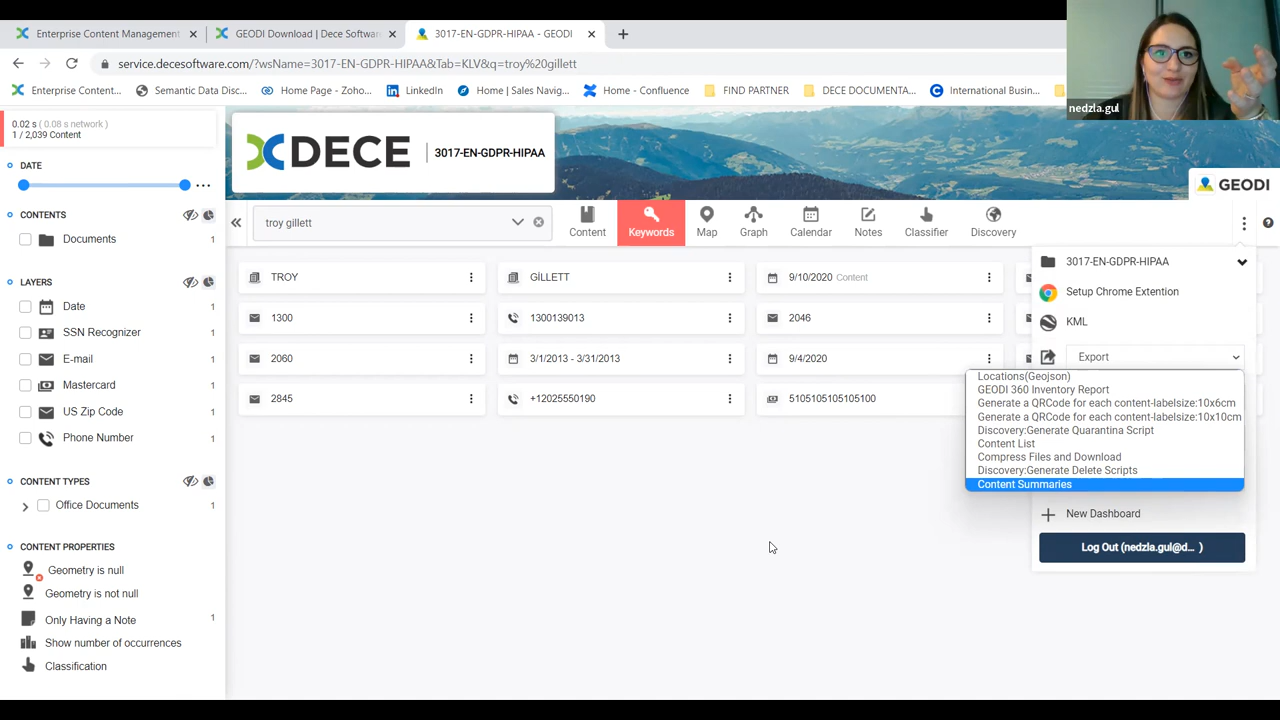 Enterprise Content Management
GEODI Download | Dece Softwar
3017-EN-GDPR-HIPAA - GEODI
service.decesoftware.com/?wsName=3017-EN-GDPR-HIPAA&Tab=KLV&q=troy%20gillett
Enterprise Content...
Semantic Data Disc...
Home Page - Zoho...
LinkedIn
Home | Sales Navig...
Home - Confluence
FIND PARTNER
DECE DOCUMENTA...
International Busin...
nedzla.gul
0.02 s ( 0.08 s network )
1 / 2,039 Content
DATE
CONTENTS
Documents 1
LAYERS
Date 1
SSN Recognizer 1
E-mail 1
Mastercard 1
US Zip Code 1
Phone Number 1
CONTENT TYPES
Office Documents 1
CONTENT PROPERTIES
Geometry is null
Geometry is not null
Only Having a Note 1
Show number of occurrences
Classification
DECE 3017-EN-GDPR-HIPAA
GEODI
troy gillett
Content
Keywords
Map
Graph
Calendar
Notes
Classifier
Discovery
TROY
GİLLETT
9/10/2020 Content
1300
1300139013
2046
2060
3/1/2013 - 3/31/2013
9/4/2020
2845
+12025550190
5105105105105100
3017-EN-GDPR-HIPAA
Setup Chrome Extention
KML
Export
Locations(Geojson)
GEODI 360 Inventory Report
Generate a QRCode for each content-labelsize:10x6cm
Generate a QRCode for each content-labelsize:10x10cm
Discovery:Generate Quarantina Script
Content List
Compress Files and Download
Discovery:Generate Delete Scripts
Content Summaries
New Dashboard
Log Out (nedzla.gul@d... )